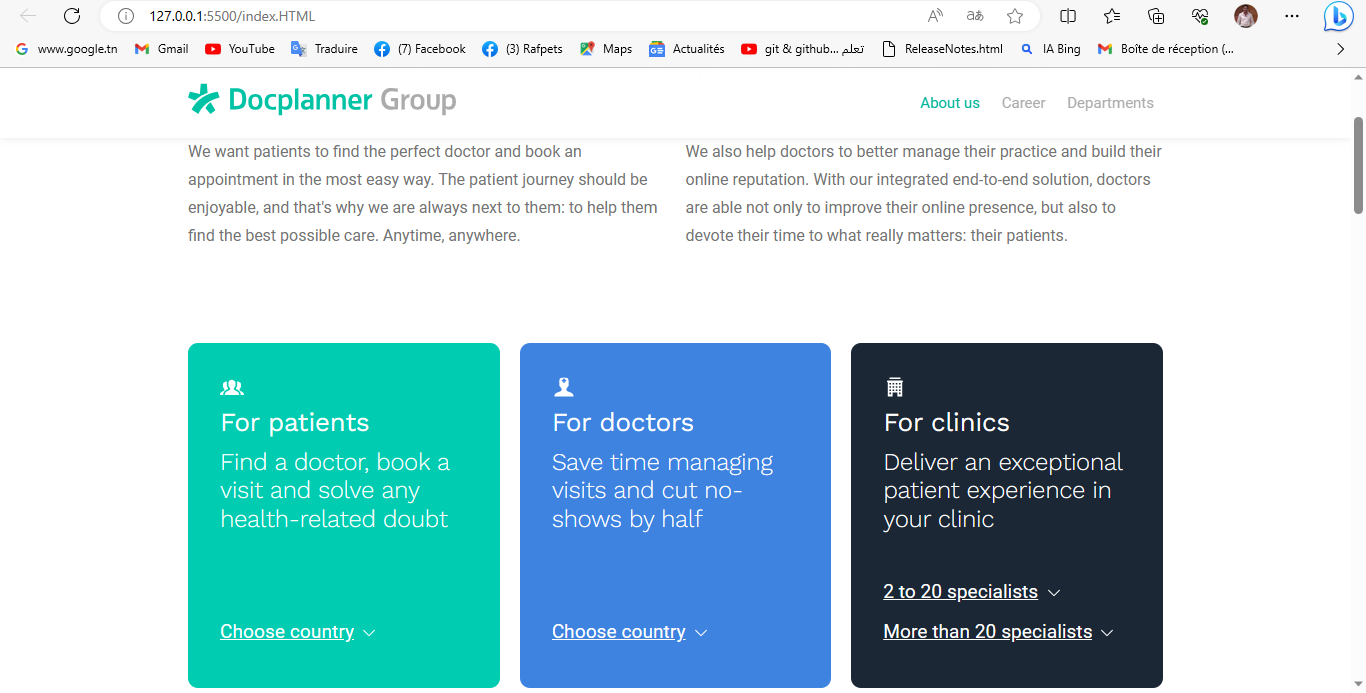 127.0.0.1:5500/index.HTML
www.google.tn Gmail YouTube Traduire (7) Facebook (3) Rafpets Maps Actualités git & github... تعلم ReleaseNotes.html IA Bing Boîte de réception (...
Docplanner Group
About us Career Departments
We want patients to find the perfect doctor and book an
appointment in the most easy way. The patient journey should be
enjoyable, and that's why we are always next to them: to help them
find the best possible care. Anytime, anywhere.
We also help doctors to better manage their practice and build their
online reputation. With our integrated end-to-end solution, doctors
are able not only to improve their online presence, but also to
devote their time to what really matters: their patients.
For patients
Find a doctor, book a
visit and solve any
health-related doubt
Choose country
For doctors
Save time managing
visits and cut no-
shows by half
Choose country
For clinics
Deliver an exceptional
patient experience in
your clinic
2 to 20 specialists
More than 20 specialists